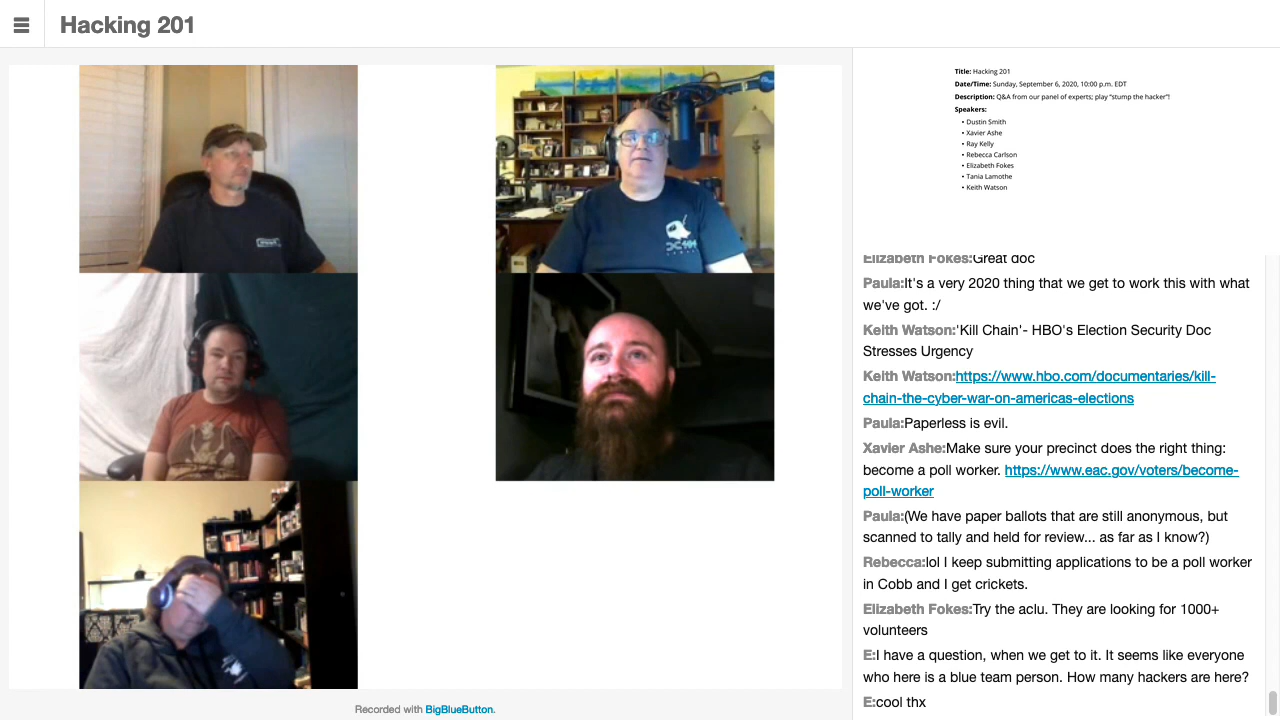 Hacking 201
Title: Hacking 201
Date/Time: Sunday, September 6, 2020, 10:00 p.m. EDT
Description: Q&A from our panel of experts; play "stump the hacker"!
Speakers:
• Dustin Smith
• Xavier Ashe
• Ray Kelly
• Rebecca Carlson
• Elizabeth Fokes
• Tania Lamothe
• Keith Watson
DC404
Elizabeth Fokes:Great doc
Paula:It's a very 2020 thing that we get to work this with what
we've got. :/
Keith Watson:'Kill Chain'- HBO's Election Security Doc
Stresses Urgency
Keith Watson:https://www.hbo.com/documentaries/kill-
chain-the-cyber-war-on-americas-elections
Paula:Paperless is evil.
Xavier Ashe:Make sure your precinct does the right thing:
become a poll worker. https://www.eac.gov/voters/become-
poll-worker
Paula:(We have paper ballots that are still anonymous, but
scanned to tally and held for review... as far as I know?)
Rebecca:lol I keep submitting applications to be a poll worker
in Cobb and I get crickets.
Elizabeth Fokes:Try the aclu. They are looking for 1000+
volunteers
E:I have a question, when we get to it. It seems like everyone
who here is a blue team person. How many hackers are here?
E:cool thx
Recorded with BigBlueButton.